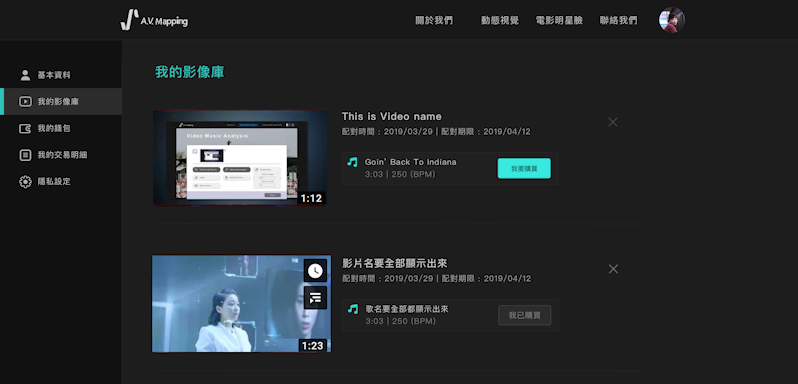 A.V. Mapping
關於我們 動態視覺 電影明星臉 聯絡我們
基本資料
我的影像庫
我的錢包
我的交易明細
隱私設定
我的影像庫
Video Music Analysis
1:12
This is Video name
配對時間：2019/03/29 | 配對期限：2019/04/12
Goin' Back To Indiana
3:03 | 250 (BPM)
我要購買
1:23
影片名要全部顯示出來
配對時間：2019/03/29 | 配對期限：2019/04/12
歌名要全部都顯示出來
3:03 | 250 (BPM)
我已購買